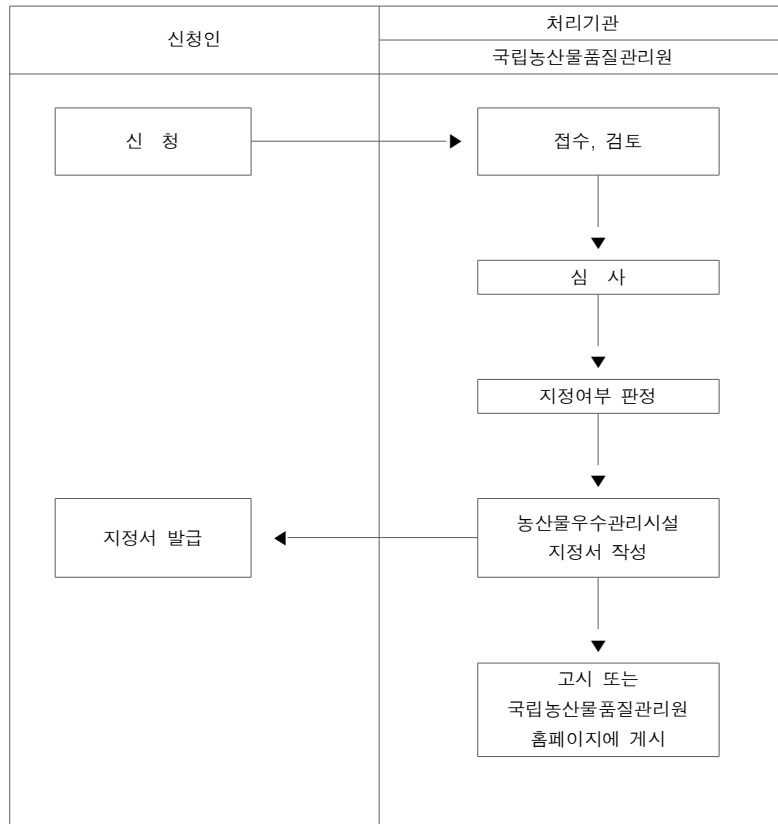 신청인
처리기관
국립농산물품질관리원
신 청
접수, 검토
심 사
지정여부 판정
지정서 발급
농산물우수관리시설
지정서 작성
고시 또는
국립농산물품질관리원
홈페이지에 게시